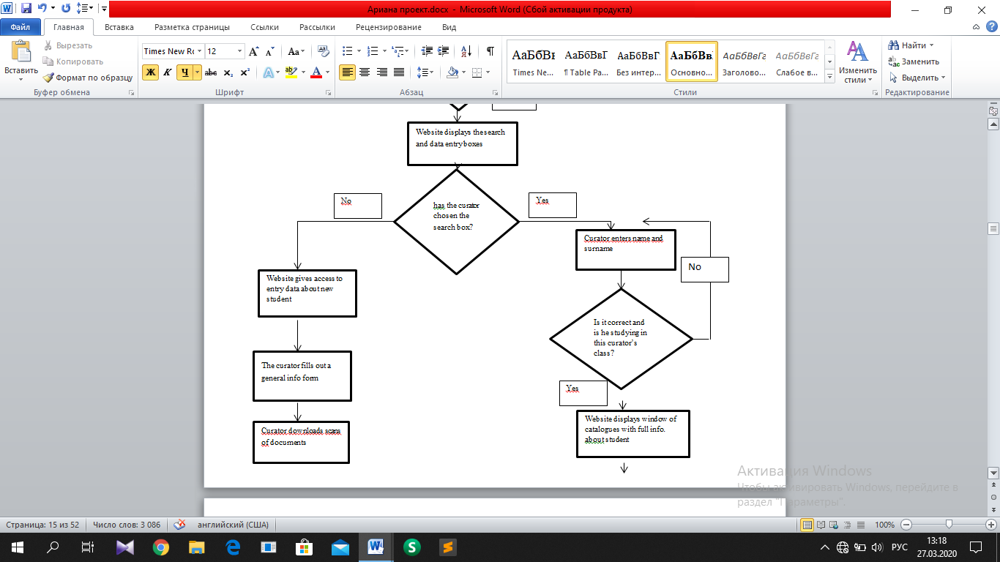 Ариана проект.docx - Microsoft Word (Сбой активации продукта)
Файл Главная Вставка Разметка страницы Ссылки Рассылки Рецензирование Вид
Вставить
Вырезать
Копировать
Формат по образцу
Буфер обмена
Times New Ro 12
Ж К Ч abc x₂ x²
Шрифт
Абзац
АаБбВı АаБбВвГ АаБбВвГ АаБбВв АаБбВвГг АаБбВвГг
Times Ne... ¶ Table Pa... Без интер... Основно... Заголово... Слабое в...
Стили
Изменить
стили
Найти
Заменить
Выделить
Редактирование
Website displays the search
and data entry boxes
No
has the curator
chosen the
search box?
Yes
Curator enters name and
surname
No
Website gives access to
entry data about new
student
Is it correct and
is he studying in
this curator's
class?
The curator fills out a
general info form
Yes
Curator downloads scans
of documents
Website displays window of
catalogues with full info.
about student
Активация Windows
Чтобы активировать Windows, перейдите в
раздел "Параметры".
Страница: 15 из 52 Число слов: 3 086 английский (США) 100%
РУС
13:18
27.03.2020